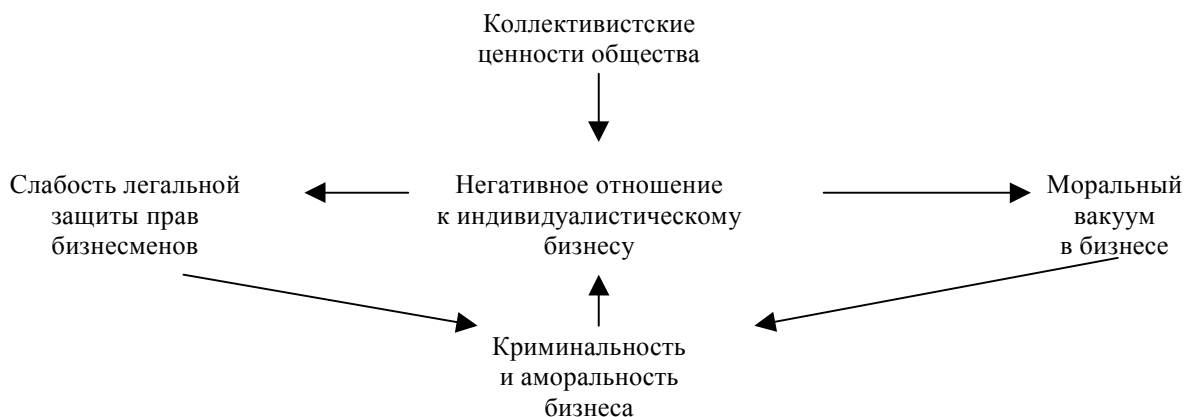 Коллективистские
ценности общества
Слабость легальной
защиты прав
бизнесменов
Негативное отношение
к индивидуалистическому
бизнесу
Моральный
вакуум
в бизнесе
Криминальность
и аморальность
бизнеса